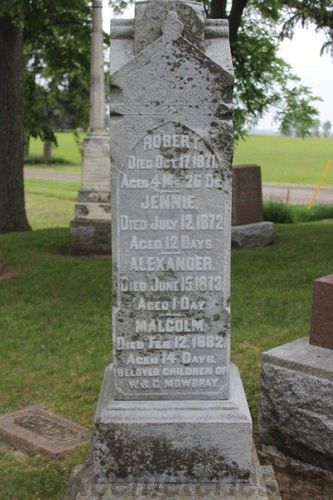 ROBERT,
DIED OCT 17, 1871,
AGED 4 MS 26 DS
JENNIE,
DIED JULY 12, 1872
AGED 12 DAYS
ALEXANDER,
DIED JUNE 15, 1873,
AGED 1 DAY
MALCOLM
DIED FEB 12, 1882
AGED 14 DAYS.
BELOVED CHILDREN OF
W. & C. MOWBRAY